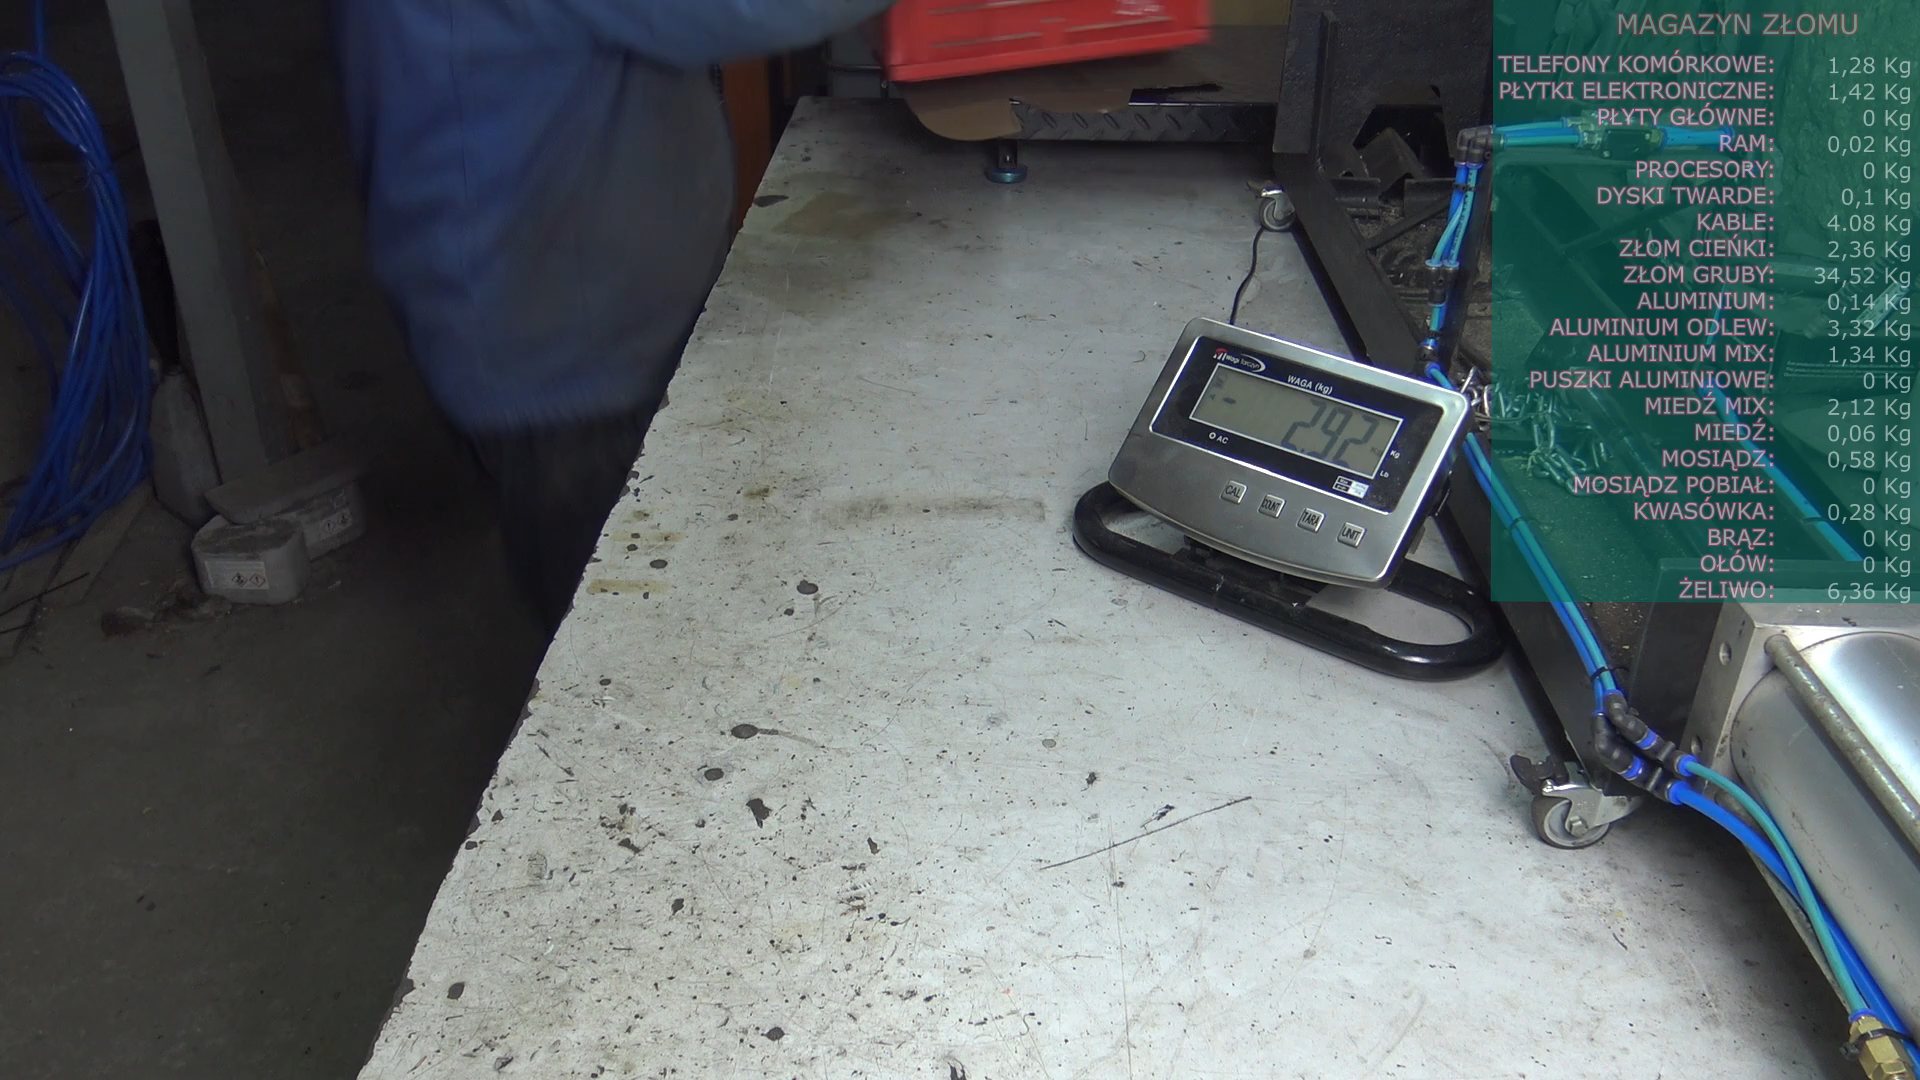 MAGAZYN ZŁOMU
TELEFONY KOMÓRKOWE: 1,28 Kg
PŁYTKI ELEKTRONICZNE: 1,42 Kg
PŁYTY GŁÓWNE: 0 Kg
RAM: 0,02 Kg
PROCESORY: 0 Kg
DYSKI TWARDE: 0,1 Kg
KABLE: 4.08 Kg
ZŁOM CIEŃKI: 2,36 Kg
ZŁOM GRUBY: 34,52 Kg
ALUMINIUM: 0,14 Kg
ALUMINIUM ODLEW: 3,32 Kg
ALUMINIUM MIX: 1,34 Kg
PUSZKI ALUMINIOWE: 0 Kg
MIEDŹ MIX: 2,12 Kg
MIEDŹ: 0,06 Kg
MOSIĄDZ: 0,58 Kg
MOSIĄDZ POBIAŁ: 0 Kg
KWASÓWKA: 0,28 Kg
BRĄZ: 0 Kg
OŁÓW: 0 Kg
ŻELIWO: 6,36 Kg
WAGA (kg)
- 2.92
Kg
Lb
AC
CAL COUNT TARA UNIT